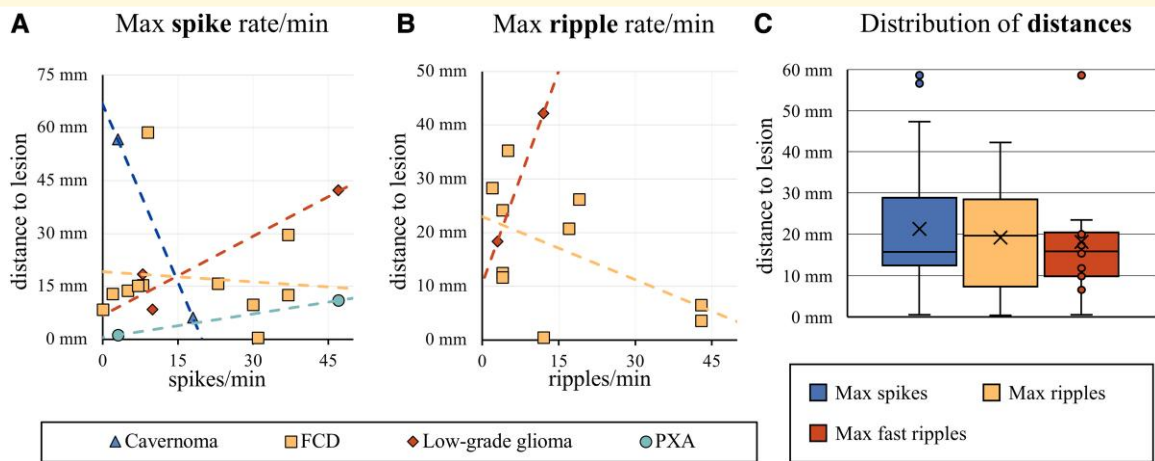 A
Max spike rate/min
75 mm
60 mm
45 mm
30 mm
15 mm
0 mm
distance to lesion
0
15
30
45
spikes/min
B
Max ripple rate/min
50 mm
40 mm
30 mm
20 mm
10 mm
0 mm
distance to lesion
0
15
30
45
ripples/min
C
Distribution of distances
60 mm
50 mm
40 mm
30 mm
20 mm
10 mm
0 mm
distance to lesion
Cavernoma
FCD
Low-grade glioma
PXA
Max spikes
Max ripples
Max fast ripples